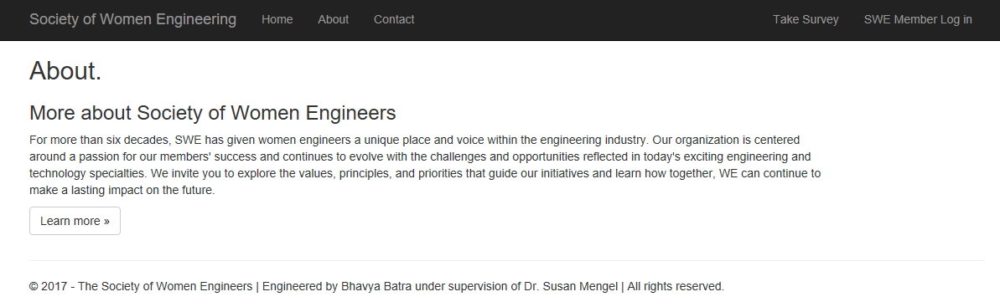 Society of Women Engineering Home About Contact Take Survey SWE Member Log in
About.
More about Society of Women Engineers
For more than six decades, SWE has given women engineers a unique place and voice within the engineering industry. Our organization is centered
around a passion for our members' success and continues to evolve with the challenges and opportunities reflected in today's exciting engineering and
technology specialties. We invite you to explore the values, principles, and priorities that guide our initiatives and learn how together, WE can continue to
make a lasting impact on the future.
Learn more »
© 2017 - The Society of Women Engineers | Engineered by Bhavya Batra under supervision of Dr. Susan Mengel | All rights reserved.